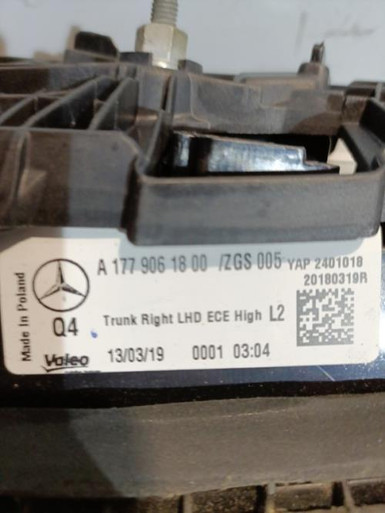 A 177 906 18 00 /ZGS 005 YAP 2401019
20180319R
Made In Poland
Q4 Trunk Right LHD ECE High L2
Valeo 13/03/19 0001 03:04